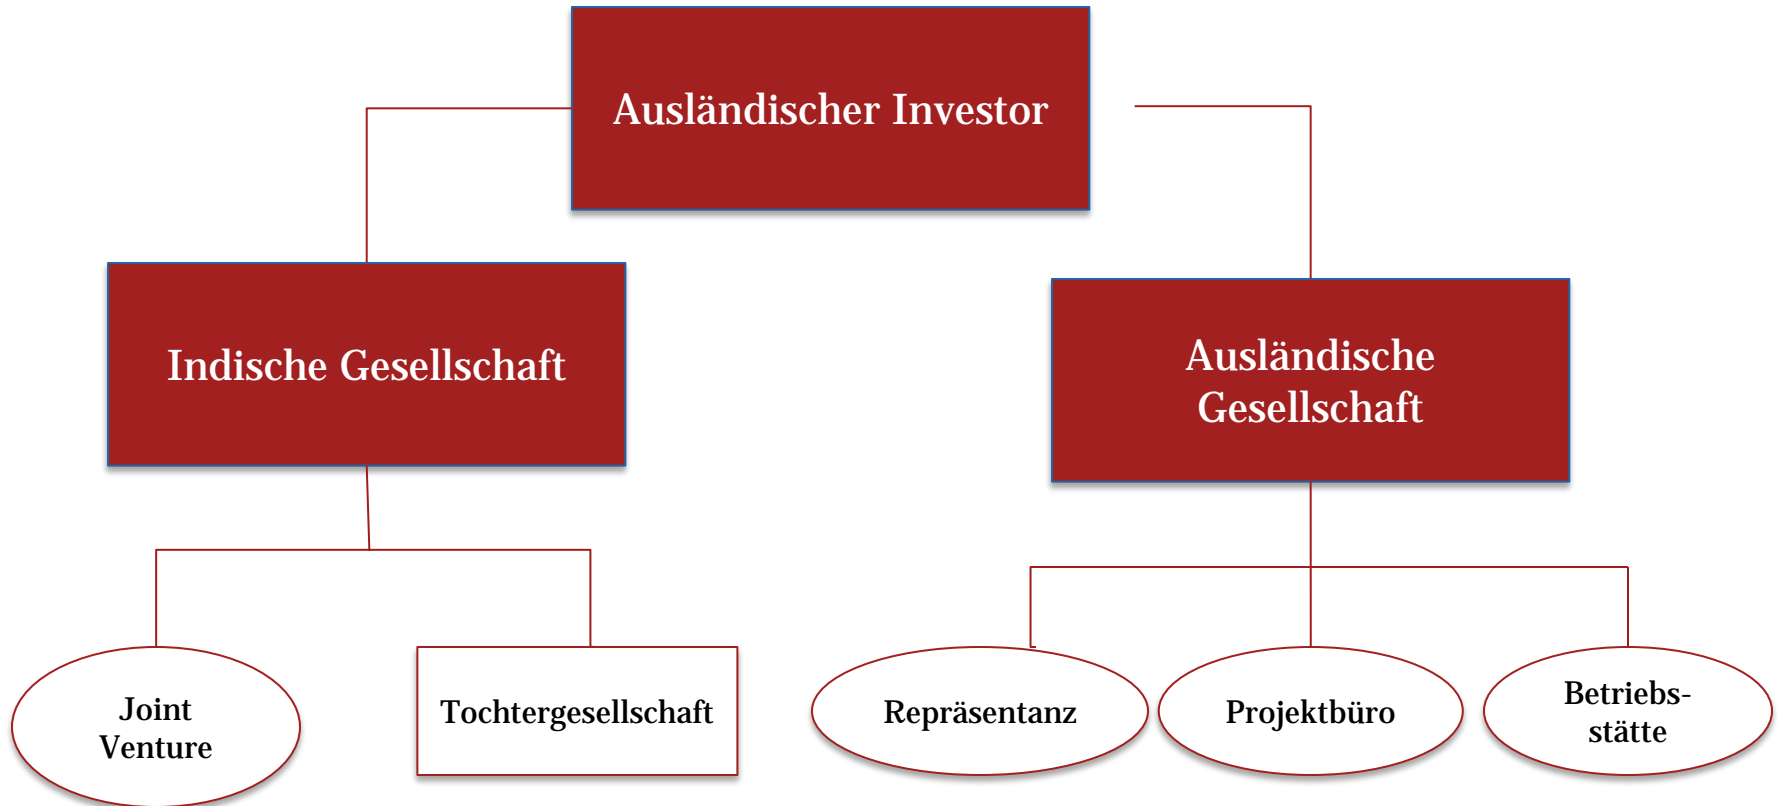 Ausländischer Investor
Indische Gesellschaft
Ausländische
Gesellschaft
Joint
Venture
Tochtergesellschaft
Repräsentanz
Projektbüro
Betriebs-
stätte